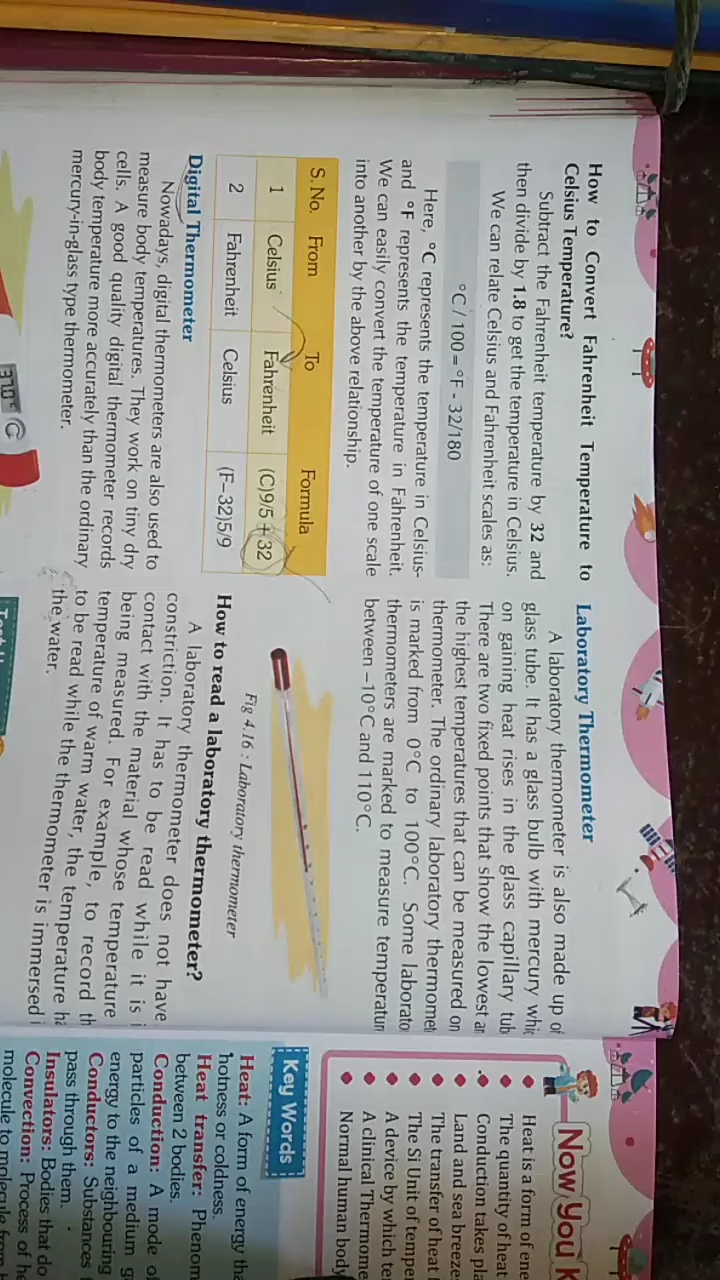 How to Convert Fahrenheit Temperature to
Celsius Temperature?
Subtract the Fahrenheit temperature by 32 and
then divide by 1.8 to get the temperature in Celsius.
We can relate Celsius and Fahrenheit scales as:
°C / 100 = °F - 32/180
Here, °C represents the temperature in Celsius-
and °F represents the temperature in Fahrenheit.
We can easily convert the temperature of one scale
into another by the above relationship.
S. No. From To Formula
1 Celsius Fahrenheit (C)9/5 + 32
2 Fahrenheit Celsius (F–32)5/9
Digital Thermometer
Nowadays, digital thermometers are also used to
measure body temperatures. They work on tiny dry
cells. A good quality digital thermometer records
body temperature more accurately than the ordinary
mercury-in-glass type thermometer.
Laboratory Thermometer
A laboratory thermometer is also made up of
glass tube. It has a glass bulb with mercury whic
on gaining heat rises in the glass capillary tub
There are two fixed points that show the lowest an
the highest temperatures that can be measured on
thermometer. The ordinary laboratory thermomet
is marked from 0°C to 100°C. Some laborato
thermometers are marked to measure temperatur
between –10°C and 110°C.
Fig 4.16 : Laboratory thermometer
How to read a laboratory thermometer?
A laboratory thermometer does not have
constriction. It has to be read while it is i
contact with the material whose temperature
being measured. For example, to record th
temperature of warm water, the temperature ha
to be read while the thermometer is immersed i
the water.
Now You K
Heat is a form of ene
The quantity of heat
Conduction takes pla
Land and sea breeze
The transfer of heat
The SI Unit of temper
A device by which te
A clinical Thermome
Normal human body
Key Words
Heat: A form of energy tha
hotness or coldness.
Heat transfer: Phenom
between 2 bodies.
Conduction: A mode of
particles of a medium g
energy to the neighbouring
Conductors: Substances
pass through them.
Insulators: Bodies that do
Convection: Process of he
molecule to molecule from